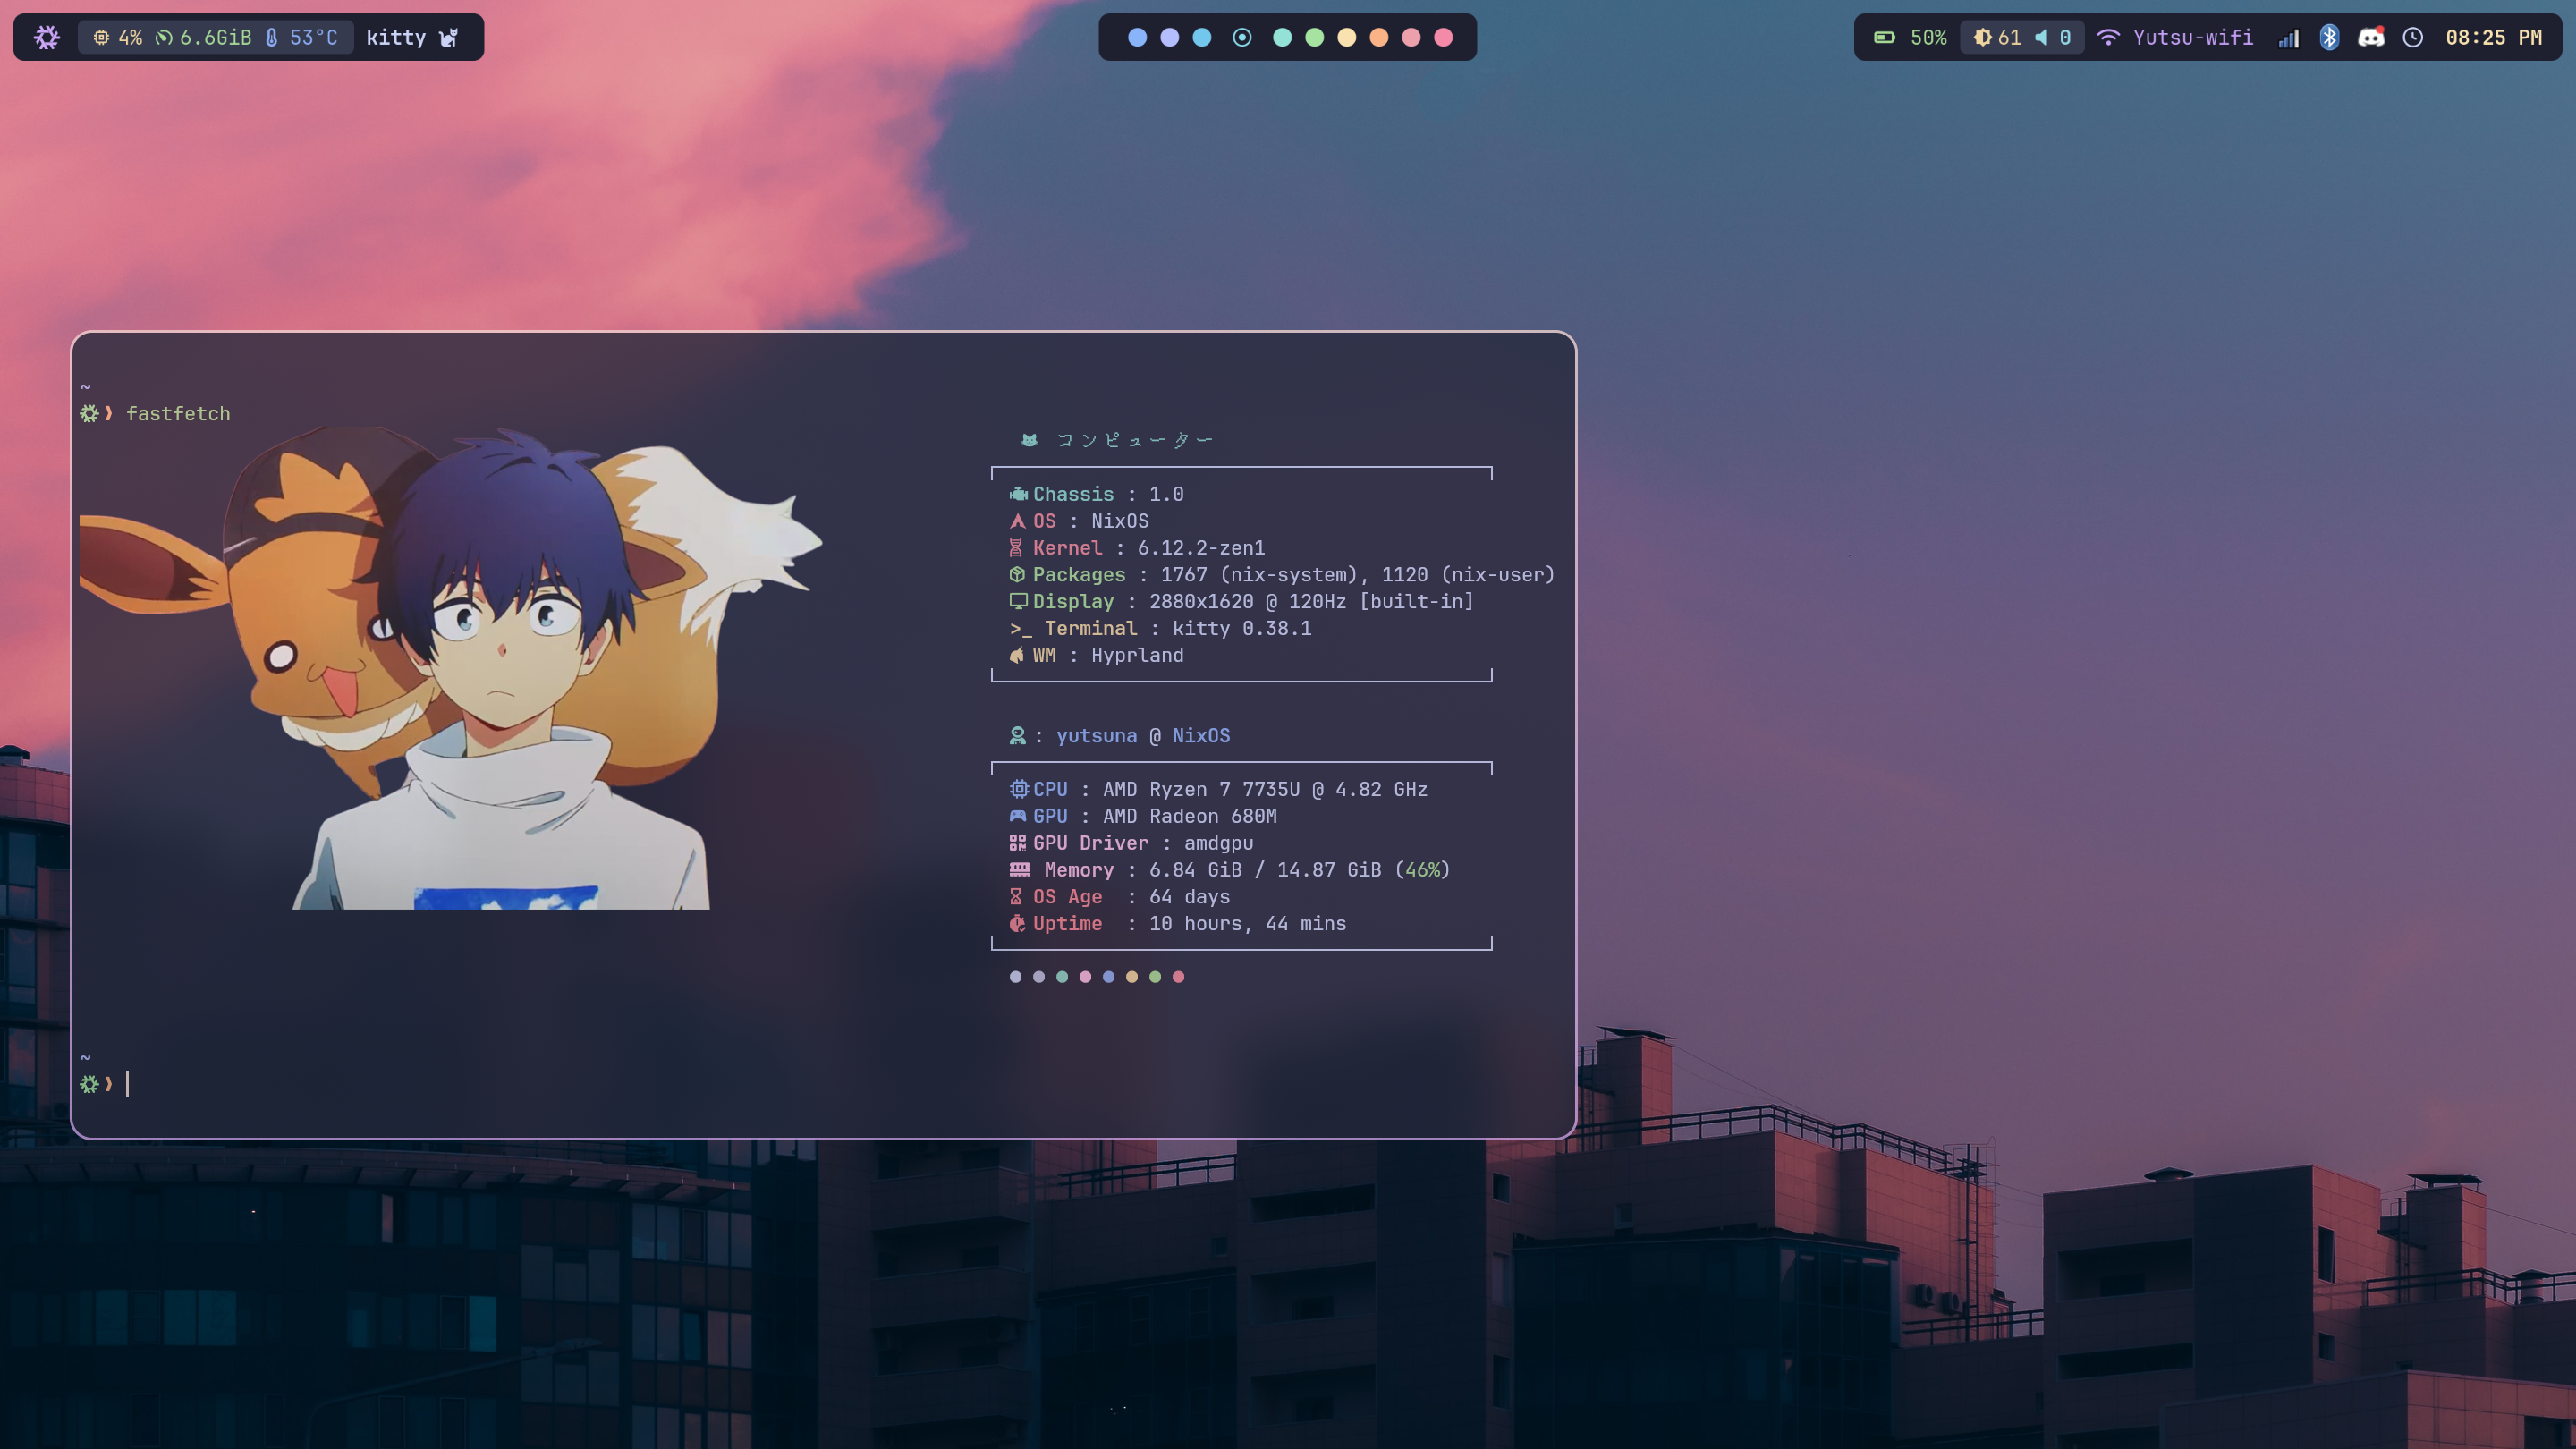 4% 6.6GiB 53°C kitty
50% 61 0 Yutsu-wifi 08:25 PM
~
❱ fastfetch
コンピューター
Chassis : 1.0
OS : NixOS
Kernel : 6.12.2-zen1
Packages : 1767 (nix-system), 1120 (nix-user)
Display : 2880x1620 @ 120Hz [built-in]
>_ Terminal : kitty 0.38.1
WM : Hyprland
: yutsuna @ NixOS
CPU : AMD Ryzen 7 7735U @ 4.82 GHz
GPU : AMD Radeon 680M
GPU Driver : amdgpu
Memory : 6.84 GiB / 14.87 GiB (46%)
OS Age : 64 days
Uptime : 10 hours, 44 mins
~
❱